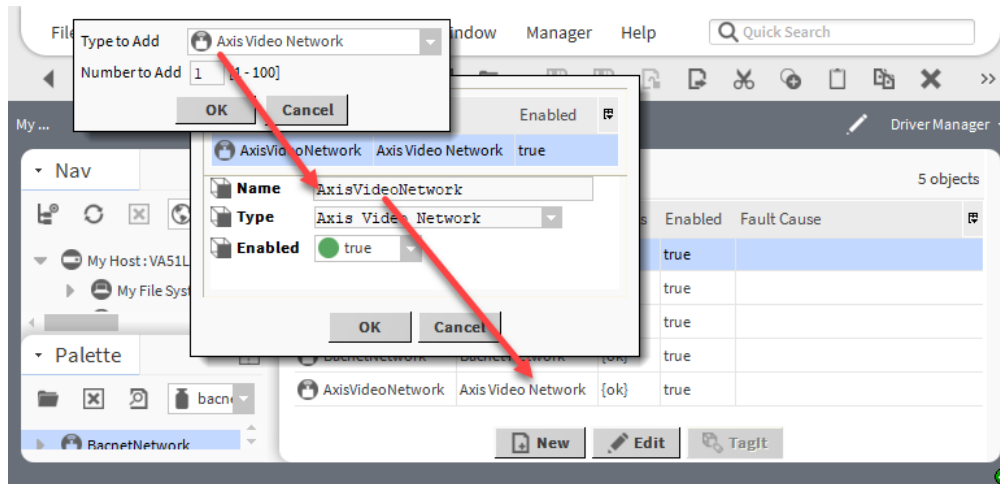 File
Window
Manager
Help
Quick Search
Type to Add
Axis Video Network
Number to Add
1
[1 - 100]
OK
Cancel
My ...
Driver Manager
Enabled
AxisVideoNetwork
Axis Video Network
true
Name
AxisVideoNetwork
Type
Axis Video Network
Enabled
true
OK
Cancel
Nav
5 objects
Enabled
Fault Cause
My Host : VA51L
true
My File Syst
true
true
Palette
BacnetNetwork
{ok}
true
AxisVideoNetwork
Axis Video Network
{ok}
true
bacn
BacnetNetwork
New
Edit
TagIt